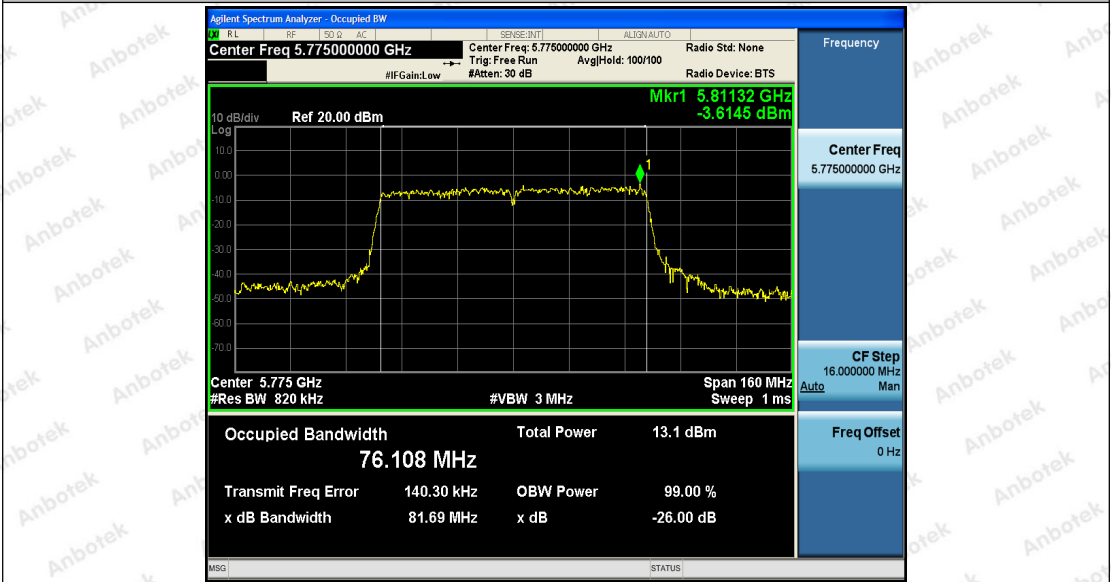 Agilent Spectrum Analyzer - Occupied BW
LXI RL RF 50 Ω AC SENSE:INT ALIGNAUTO
Center Freq 5.775000000 GHz
Center Freq: 5.775000000 GHz Radio Std: None
Trig: Free Run Avg|Hold: 100/100
#IFGain:Low #Atten: 30 dB Radio Device: BTS
Mkr1 5.81132 GHz
-3.6145 dBm
10 dB/div Ref 20.00 dBm
Log
10.0
0.00
-10.0
-20.0
-30.0
-40.0
-50.0
-60.0
-70.0
1
Center 5.775 GHz Span 160 MHz
#Res BW 820 kHz #VBW 3 MHz Sweep 1 ms
Occupied Bandwidth Total Power 13.1 dBm
76.108 MHz
Transmit Freq Error 140.30 kHz OBW Power 99.00 %
x dB Bandwidth 81.69 MHz x dB -26.00 dB
MSG STATUS
Frequency
Center Freq
5.775000000 GHz
CF Step
16.000000 MHz
Auto Man
Freq Offset
0 Hz
Anbotek